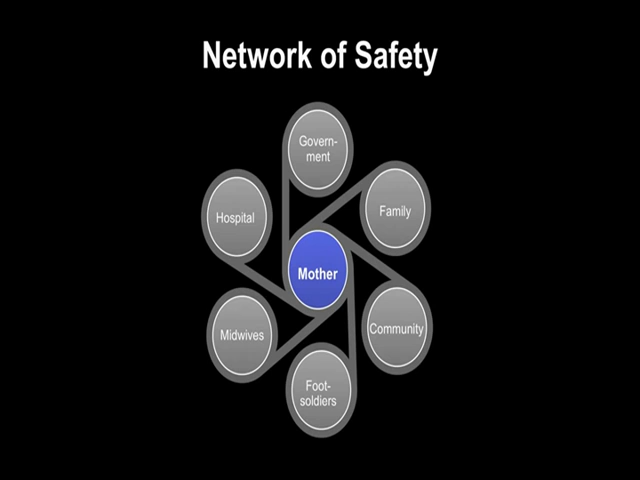 Network of Safety
Govern-
ment
Family
Hospital
Mother
Community
Midwives
Foot-
soldiers